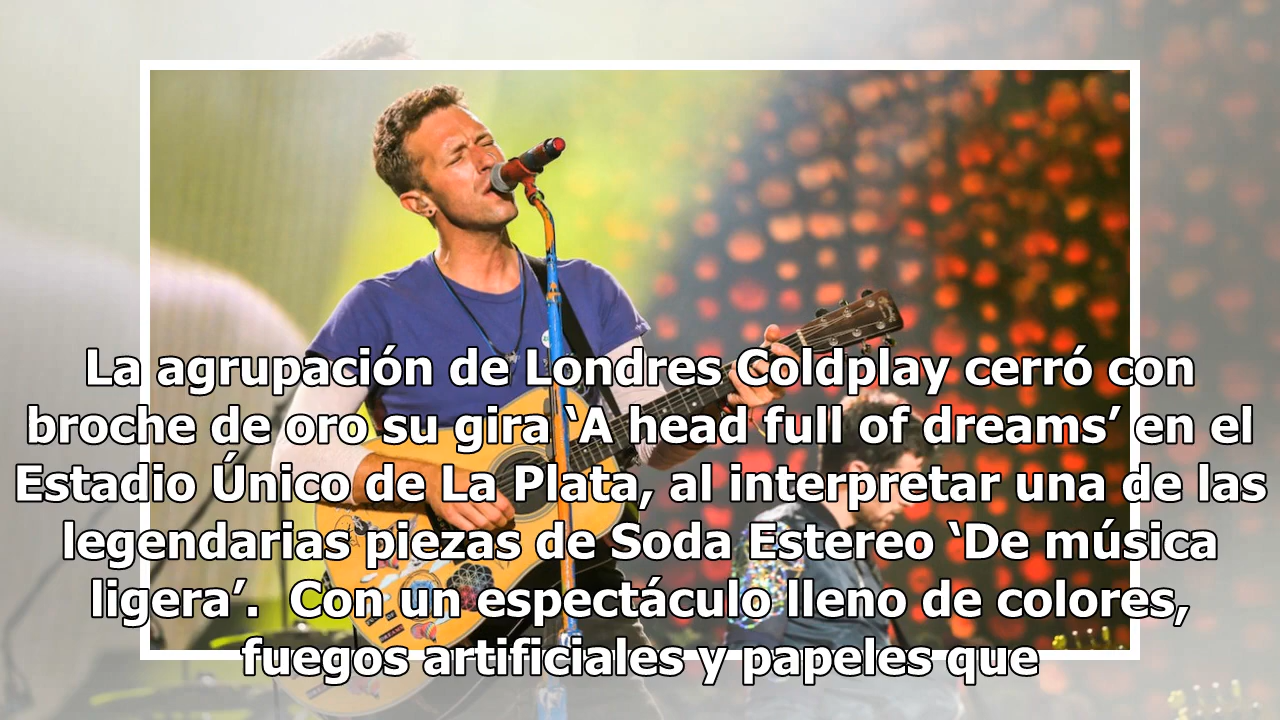 La agrupación de Londres Coldplay cerró con
broche de oro su gira ‘A head full of dreams’ en el
Estadio Único de La Plata, al interpretar una de las
legendarias piezas de Soda Estereo ‘De música
ligera’.  Con un espectáculo lleno de colores,
fuegos artificiales y papeles que